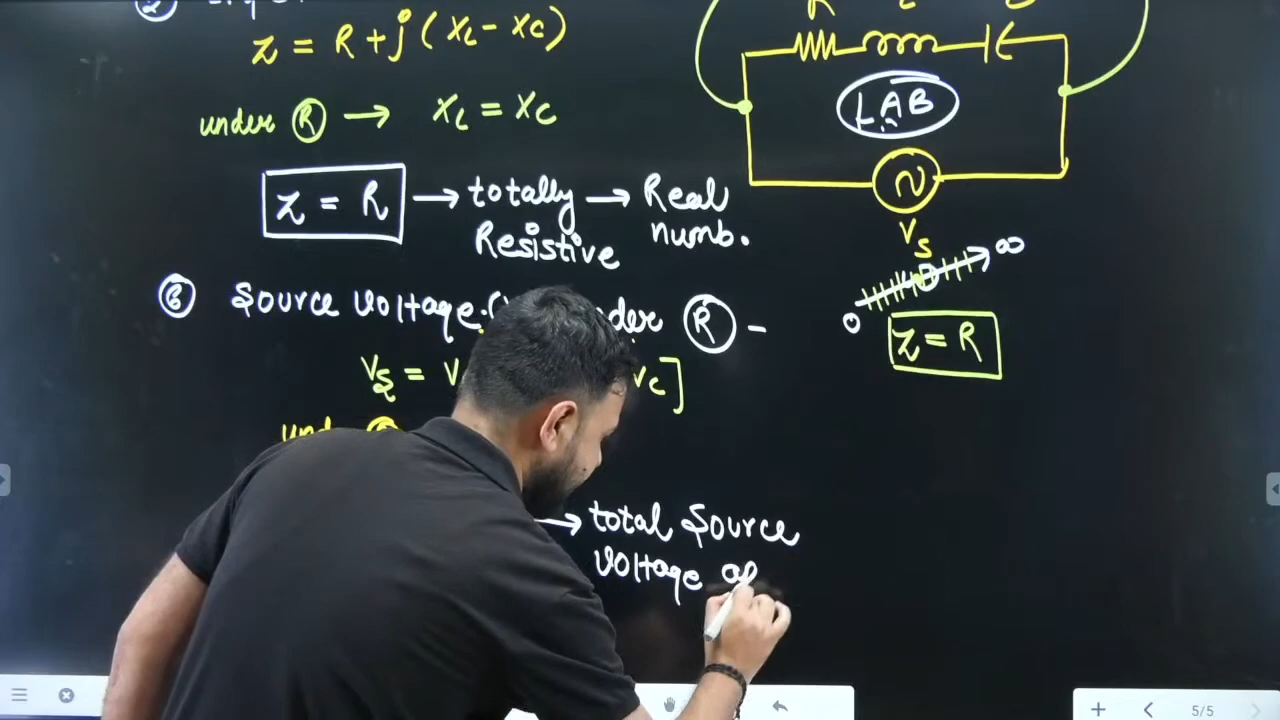 Z = R + j (XL - XC)
under R → XL = XC
Z = R → totally Resistive → Real numb.
R L C
LAB
VS
0 ∞
Z = R
6 Source Voltage R -
VS =
VC ]
→ total Source
Voltage
5/5